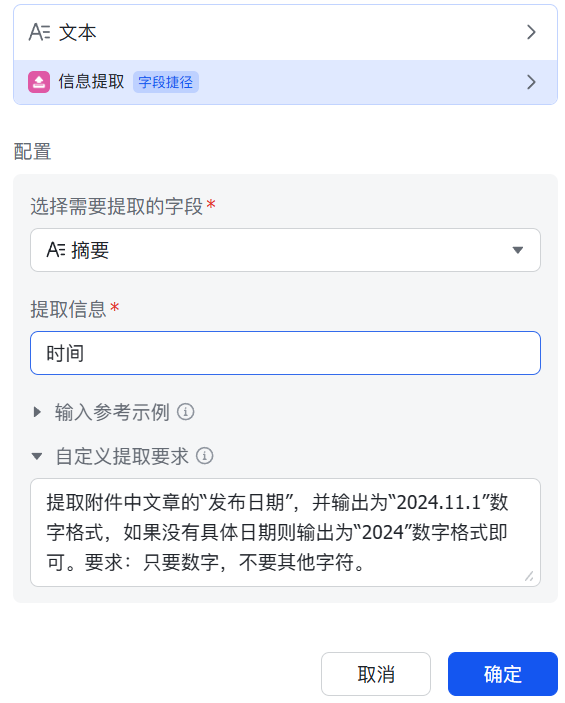 文本
信息提取 字段捷径
配置
选择需要提取的字段*
摘要
提取信息*
时间
输入参考示例
自定义提取要求
提取附件中文章的“发布日期”，并输出为“2024.11.1”数
字格式，如果没有具体日期则输出为“2024”数字格式即
可。要求：只要数字，不要其他字符。
取消 确定